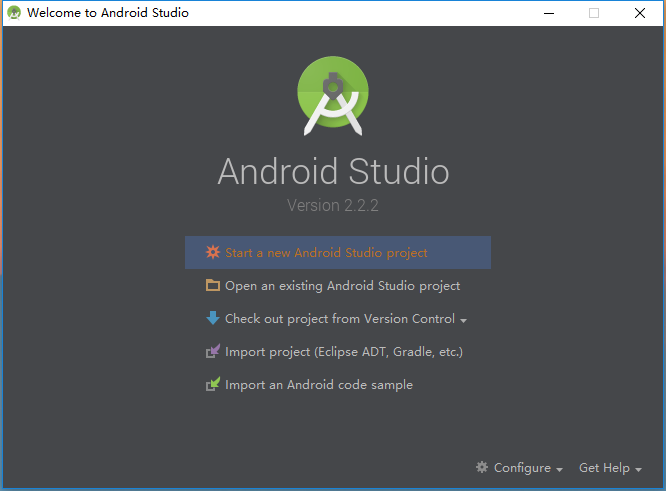 Welcome to Android Studio
Android Studio
Version 2.2.2
Start a new Android Studio project
Open an existing Android Studio project
Check out project from Version Control
Import project (Eclipse ADT, Gradle, etc.)
Import an Android code sample
Configure Get Help